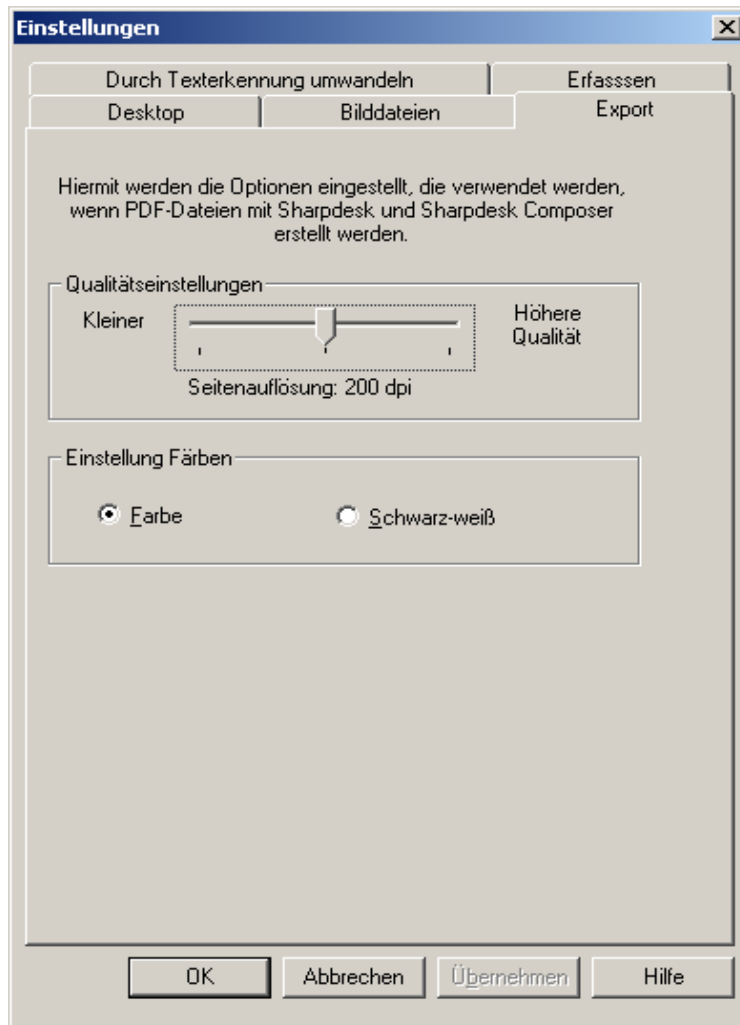 Einstellungen
Durch Texterkennung umwandeln
Erfasssen
Desktop
Bilddateien
Export
Hiermit werden die Optionen eingestellt, die verwendet werden,
wenn PDF-Dateien mit Sharpdesk und Sharpdesk Composer
erstellt werden.
Qualitätseinstellungen
Kleiner
Höhere
Qualität
Seitenauflösung: 200 dpi
Einstellung Färben
Farbe
Schwarz-weiß
OK
Abbrechen
Übernehmen
Hilfe